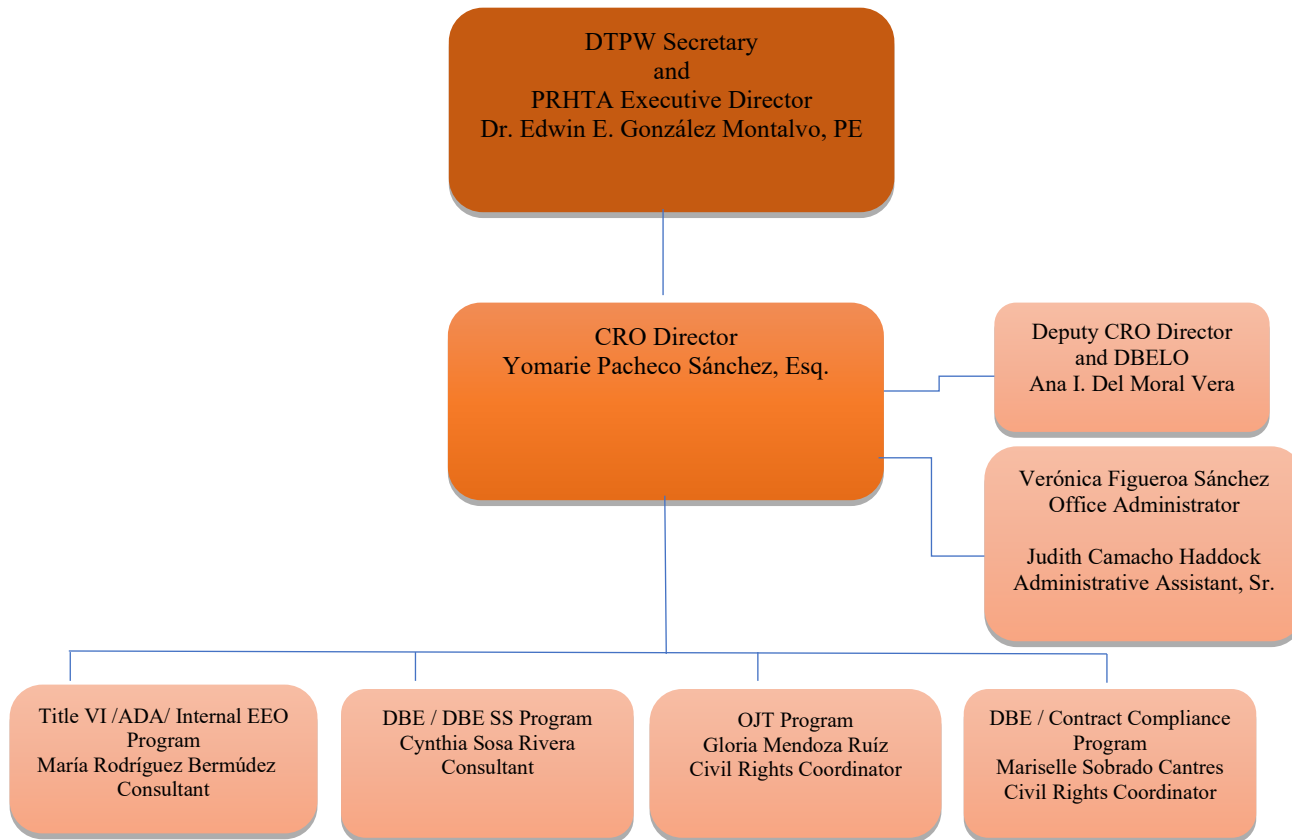 DTPW Secretary
and
PRHTA Executive Director
Dr. Edwin E. González Montalvo, PE
CRO Director
Yomarie Pacheco Sánchez, Esq.
Deputy CRO Director
and DBELO
Ana I. Del Moral Vera
Verónica Figueroa Sánchez
Office Administrator
Judith Camacho Haddock
Administrative Assistant, Sr.
Title VI /ADA/ Internal EEO
Program
María Rodríguez Bermúdez
Consultant
DBE / DBE SS Program
Cynthia Sosa Rivera
Consultant
OJT Program
Gloria Mendoza Ruíz
Civil Rights Coordinator
DBE / Contract Compliance
Program
Mariselle Sobrado Cantres
Civil Rights Coordinator